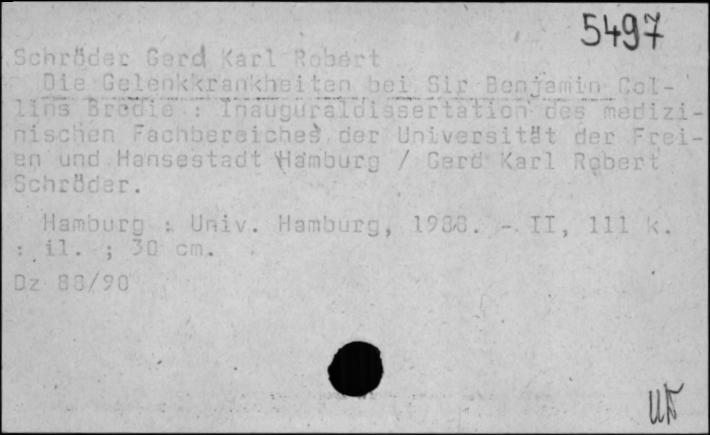 5497
Schröder Gerd Karl Robert
Die Gelenkkrankheiten bei Sir Benjamin Col-
lins Brodie : Inauguraldissertation des medizi-
nischen Fachbereiches der Universität der Frei-
en und Hansestadt Hamburg / Gerd Karl Robert
Schröder.
Hamburg : Univ. Hamburg, 1988. - II, 111 k.
: il. ; 30 cm.
Dz 88/90